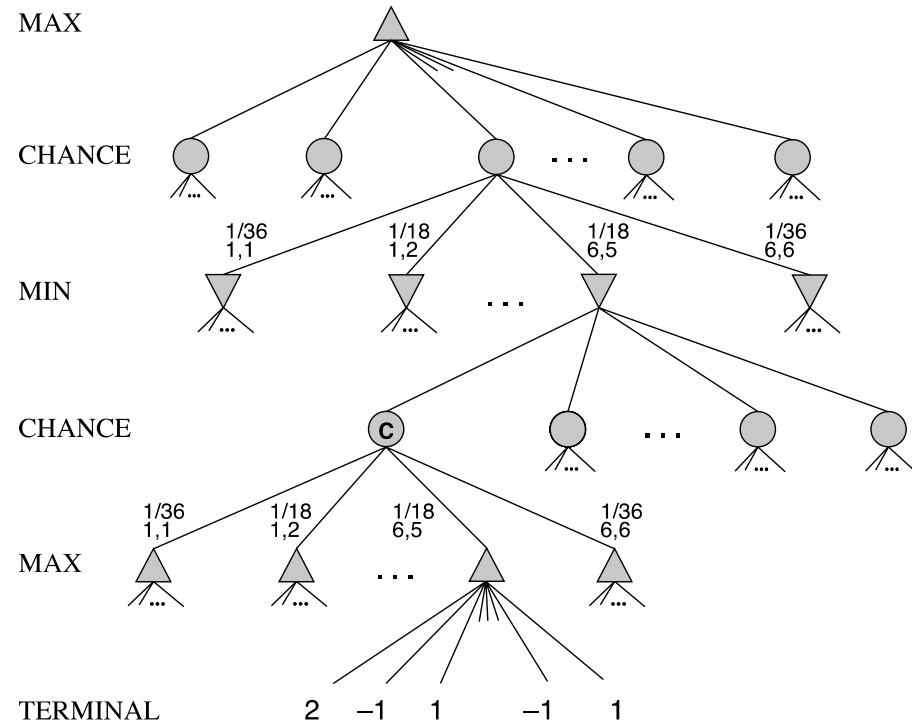 MAX
CHANCE
...
... ... ... ... ...
1/36 1/18 1/18 1/36
1,1 1,2 6,5 6,6
MIN
...
... ... ...
CHANCE
C
...
... ... ...
1/36 1/18 1/18 1/36
1,1 1,2 6,5 6,6
MAX
...
... ... ...
TERMINAL 2 –1 1 –1 1